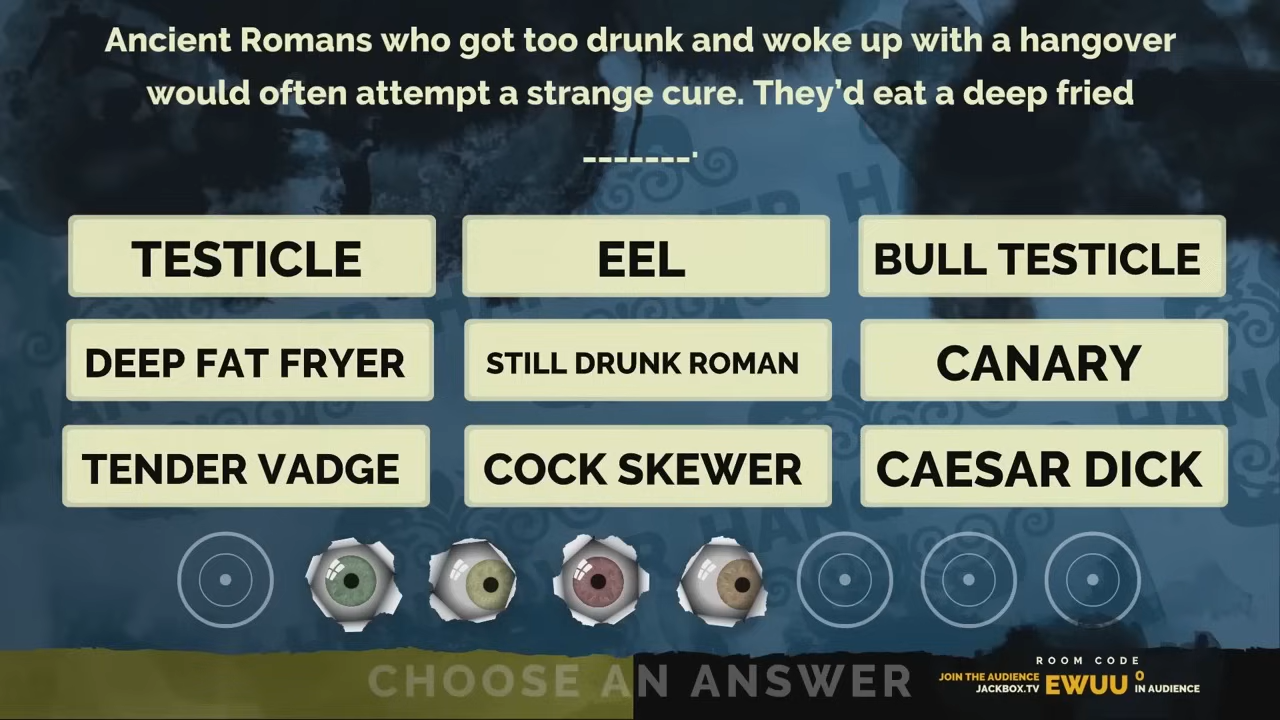 Ancient Romans who got too drunk and woke up with a hangover
would often attempt a strange cure. They'd eat a deep fried
_______.
TESTICLE
EEL
BULL TESTICLE
DEEP FAT FRYER
STILL DRUNK ROMAN
CANARY
TENDER VADGE
COCK SKEWER
CAESAR DICK
CHOOSE AN ANSWER
ROOM CODE
JOIN THE AUDIENCE
JACKBOX.TV
EWUU
0
IN AUDIENCE